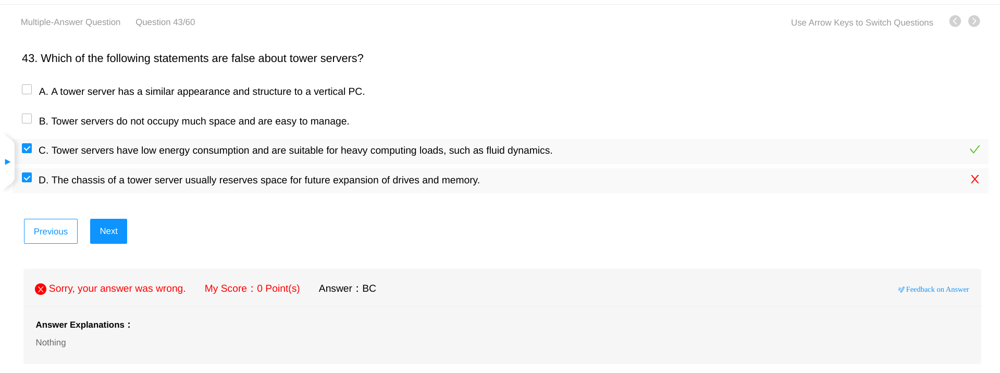 Multiple-Answer Question Question 43/60 Use Arrow Keys to Switch Questions
43. Which of the following statements are false about tower servers?
A. A tower server has a similar appearance and structure to a vertical PC.
B. Tower servers do not occupy much space and are easy to manage.
C. Tower servers have low energy consumption and are suitable for heavy computing loads, such as fluid dynamics.
D. The chassis of a tower server usually reserves space for future expansion of drives and memory.
Previous Next
Sorry, your answer was wrong. My Score：0 Point(s) Answer：BC Feedback on Answer
Answer Explanations：
Nothing